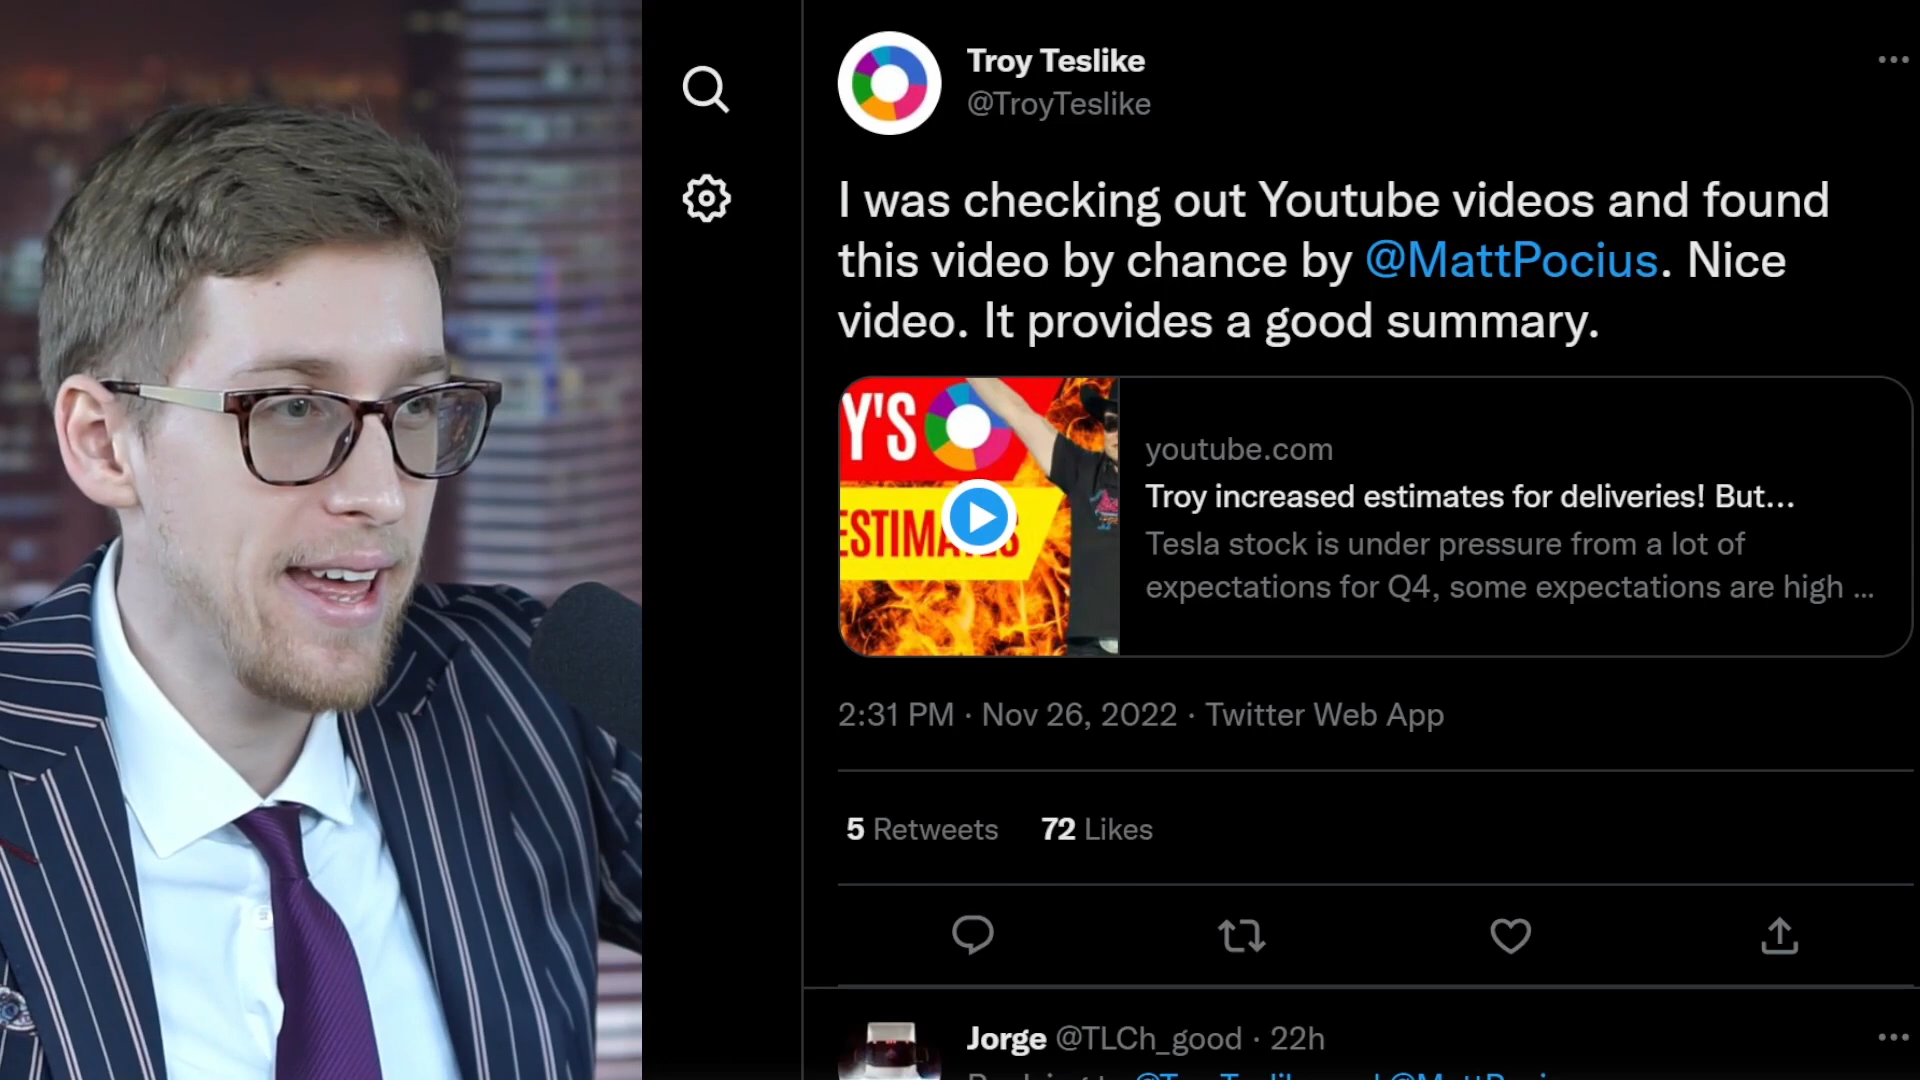 Troy Teslike
@TroyTeslike
I was checking out Youtube videos and found
this video by chance by @MattPocius. Nice
video. It provides a good summary.
Y'S
youtube.com
Troy increased estimates for deliveries! But...
Tesla stock is under pressure from a lot of
expectations for Q4, some expectations are high ...
2:31 PM · Nov 26, 2022 · Twitter Web App
5 Retweets 72 Likes
Jorge @TLCh_good · 22h